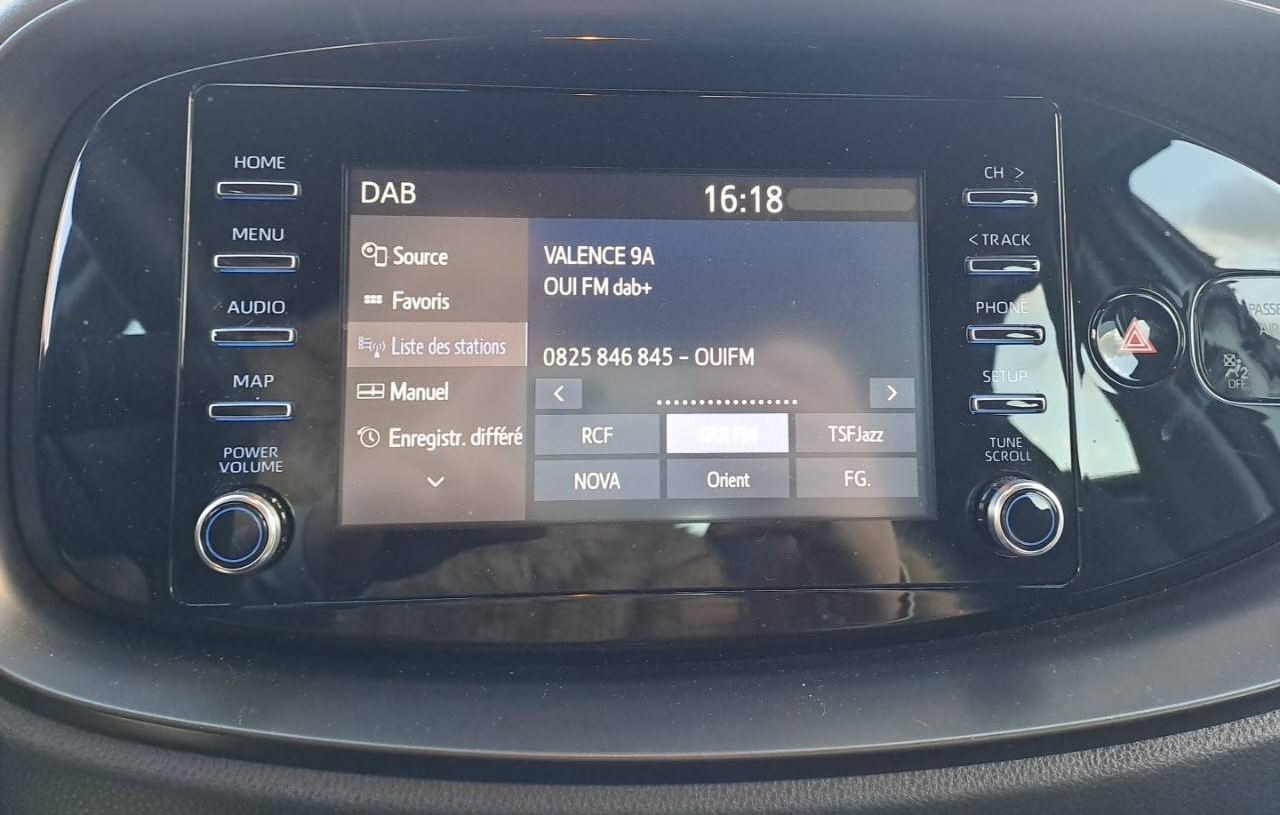 HOME
MENU
AUDIO
MAP
POWER
VOLUME
DAB
16:18
Source
Favoris
Liste des stations
Manuel
Enregistr. différé
VALENCE 9A
OUI FM dab+
0825 846 845 - OUIFM
<
>
RCF
OUI FM
TSFJazz
NOVA
Orient
FG.
CH >
< TRACK
PHONE
SETUP
TUNE
SCROLL
2
OFF